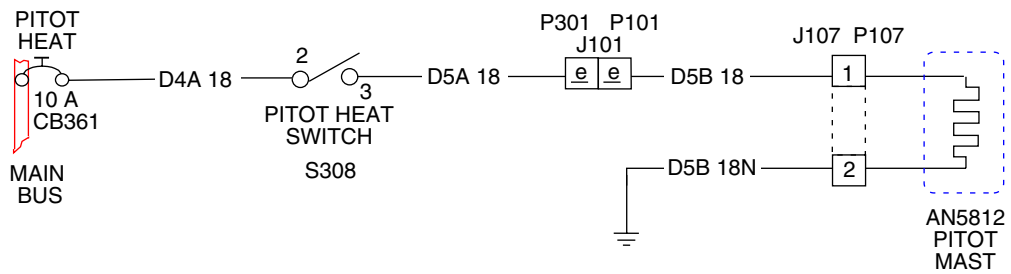 PITOT
HEAT
10 A
CB361
MAIN
BUS
D4A 18
2
3
PITOT HEAT
SWITCH
S308
D5A 18
P301 P101
J101
e e
D5B 18
J107 P107
1
2
D5B 18N
AN5812
PITOT
MAST